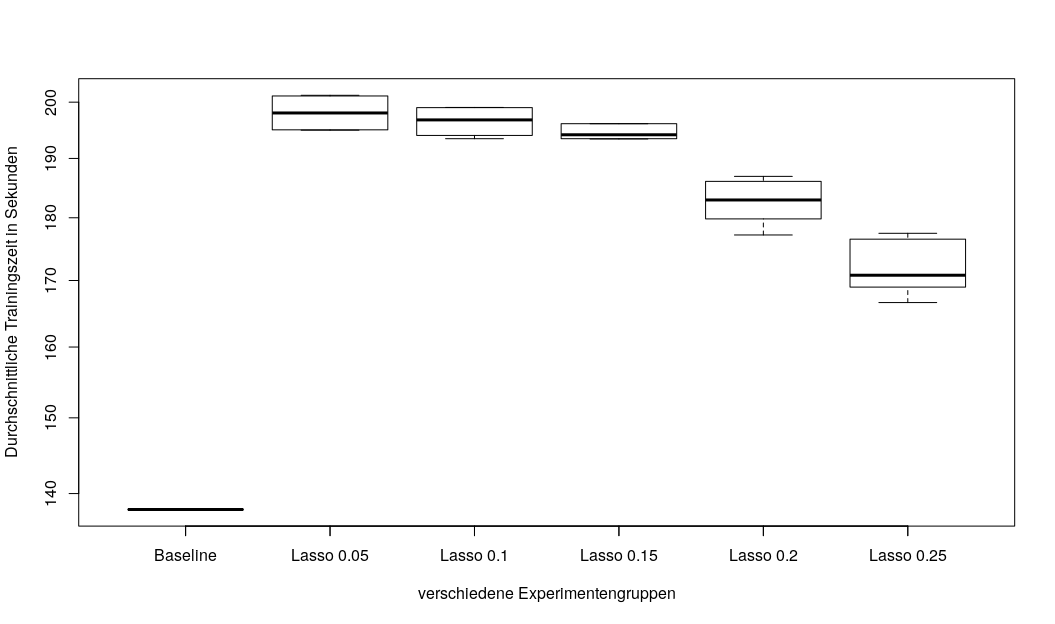 Durchschnittliche Trainingszeit in Sekunden
200
190
180
170
160
150
140
Baseline
Lasso 0.05
Lasso 0.1
Lasso 0.15
Lasso 0.2
Lasso 0.25
verschiedene Experimentengruppen